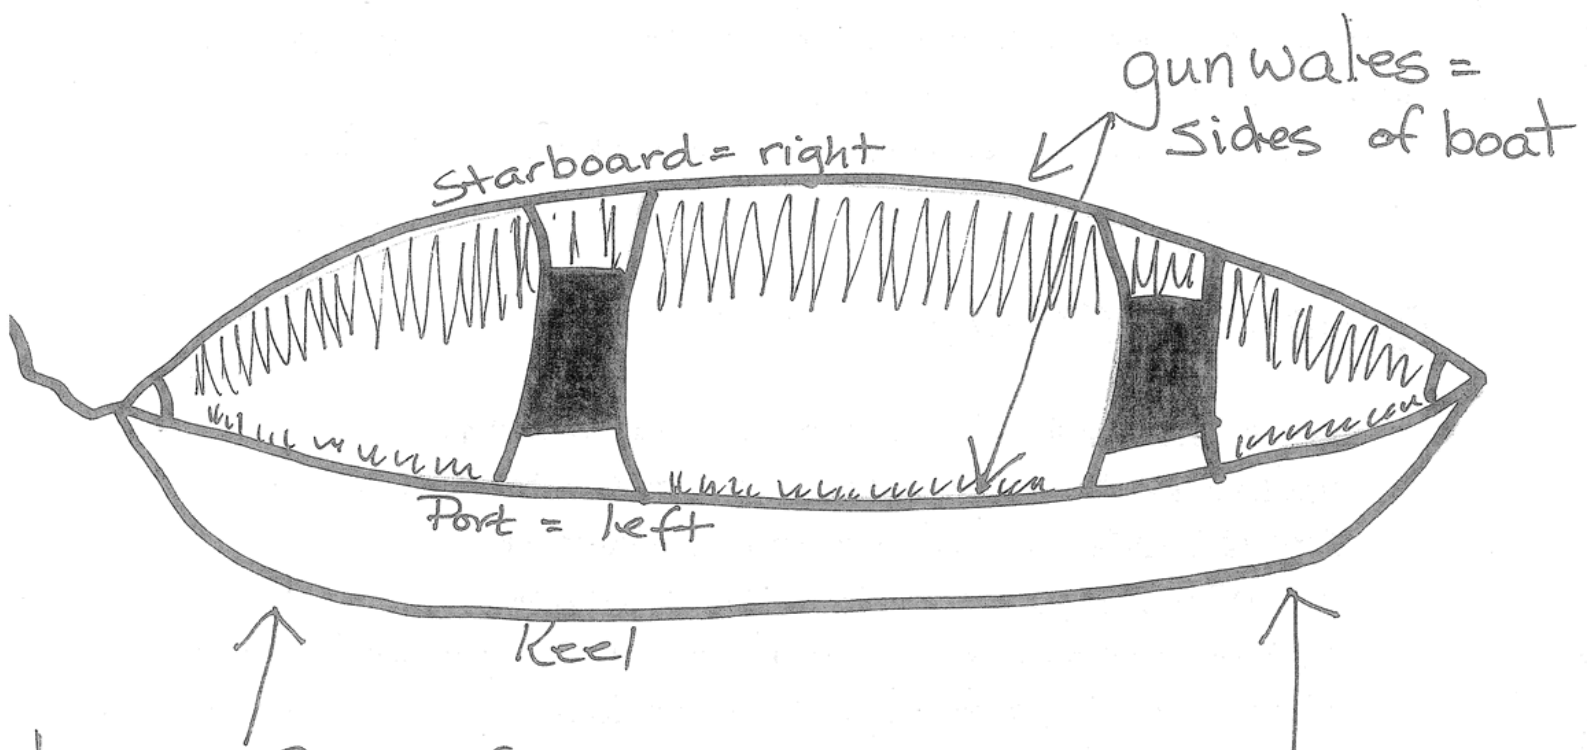 gunwales =
sides of boat
starboard = right
Port = left
Keel